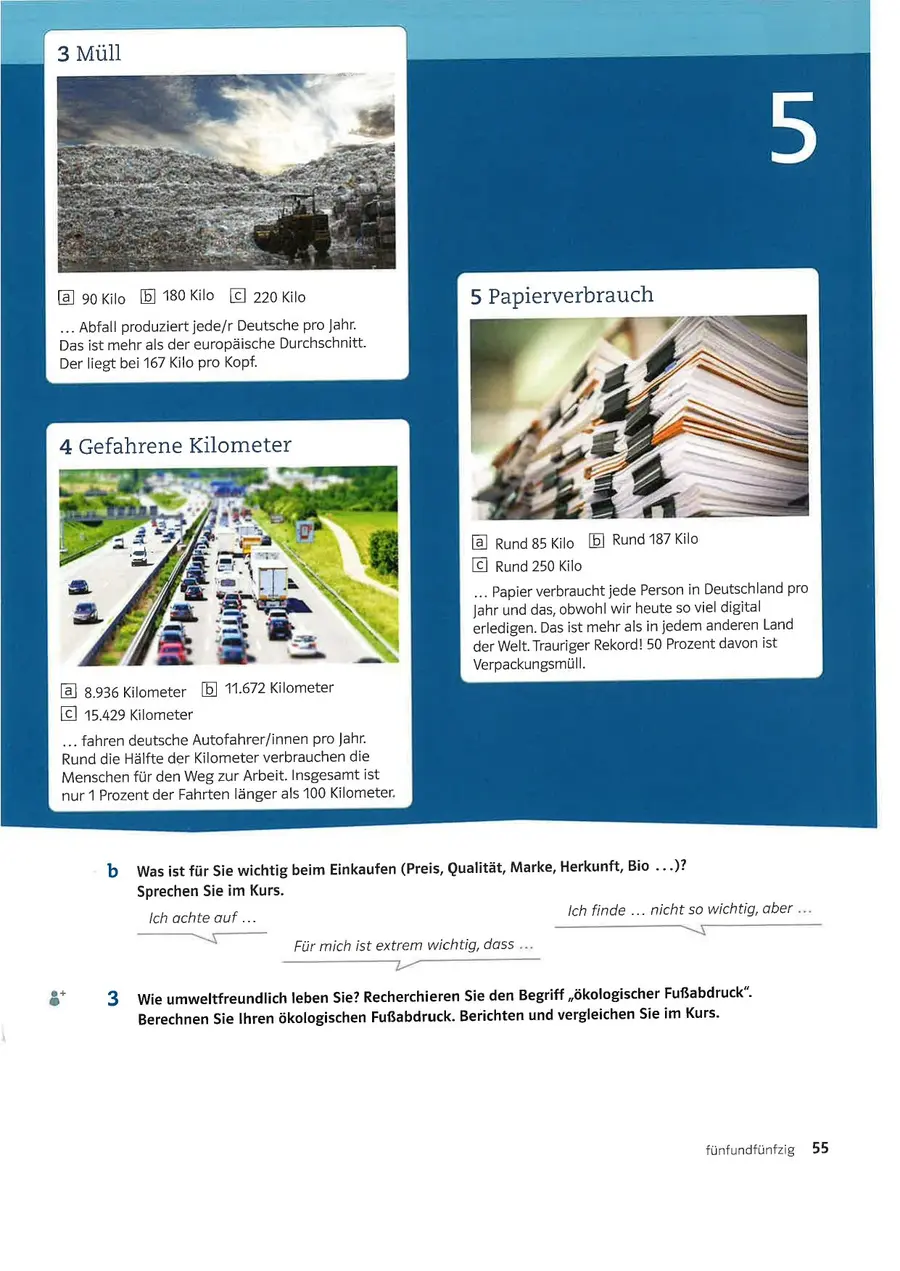 3 Müll
5
a 90 Kilo b 180 Kilo c 220 Kilo
... Abfall produziert jede/r Deutsche pro Jahr.
Das ist mehr als der europäische Durchschnitt.
Der liegt bei 167 Kilo pro Kopf.
4 Gefahrene Kilometer
a 8.936 Kilometer b 11.672 Kilometer
c 15.429 Kilometer
... fahren deutsche Autofahrer/innen pro Jahr.
Rund die Hälfte der Kilometer verbrauchen die
Menschen für den Weg zur Arbeit. Insgesamt ist
nur 1 Prozent der Fahrten länger als 100 Kilometer.
5 Papierverbrauch
a Rund 85 Kilo b Rund 187 Kilo
c Rund 250 Kilo
... Papier verbraucht jede Person in Deutschland pro
Jahr und das, obwohl wir heute so viel digital
erledigen. Das ist mehr als in jedem anderen Land
der Welt. Trauriger Rekord! 50 Prozent davon ist
Verpackungsmüll.
b Was ist für Sie wichtig beim Einkaufen (Preis, Qualität, Marke, Herkunft, Bio ...)?
Sprechen Sie im Kurs.
Ich achte auf ...
Ich finde ... nicht so wichtig, aber ...
Für mich ist extrem wichtig, dass ...
3 Wie umweltfreundlich leben Sie? Recherchieren Sie den Begriff „ökologischer Fußabdruck“.
Berechnen Sie Ihren ökologischen Fußabdruck. Berichten und vergleichen Sie im Kurs.
fünfundfünfzig 55